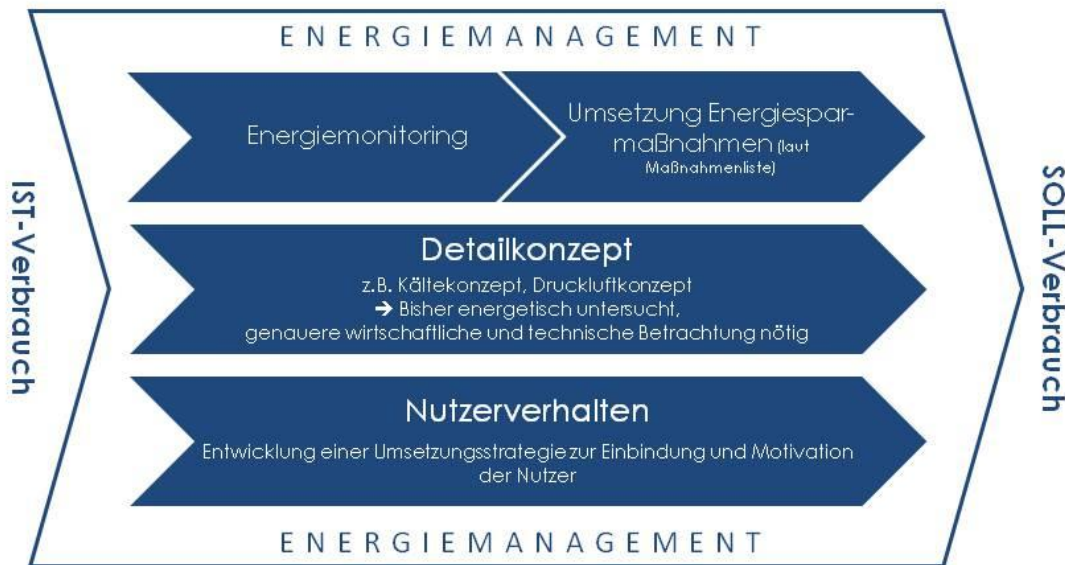 ENERGIEMANAGEMENT
IST-Verbrauch
Energiemonitoring
Umsetzung Energiespar-
maßnahmen (laut
Maßnahmenliste)
Detailkonzept
z.B. Kältekonzept, Druckluftkonzept
➔ Bisher energetisch untersucht,
genauere wirtschaftliche und technische Betrachtung nötig
Nutzerverhalten
Entwicklung einer Umsetzungsstrategie zur Einbindung und Motivation
der Nutzer
SOLL-Verbrauch
ENERGIEMANAGEMENT